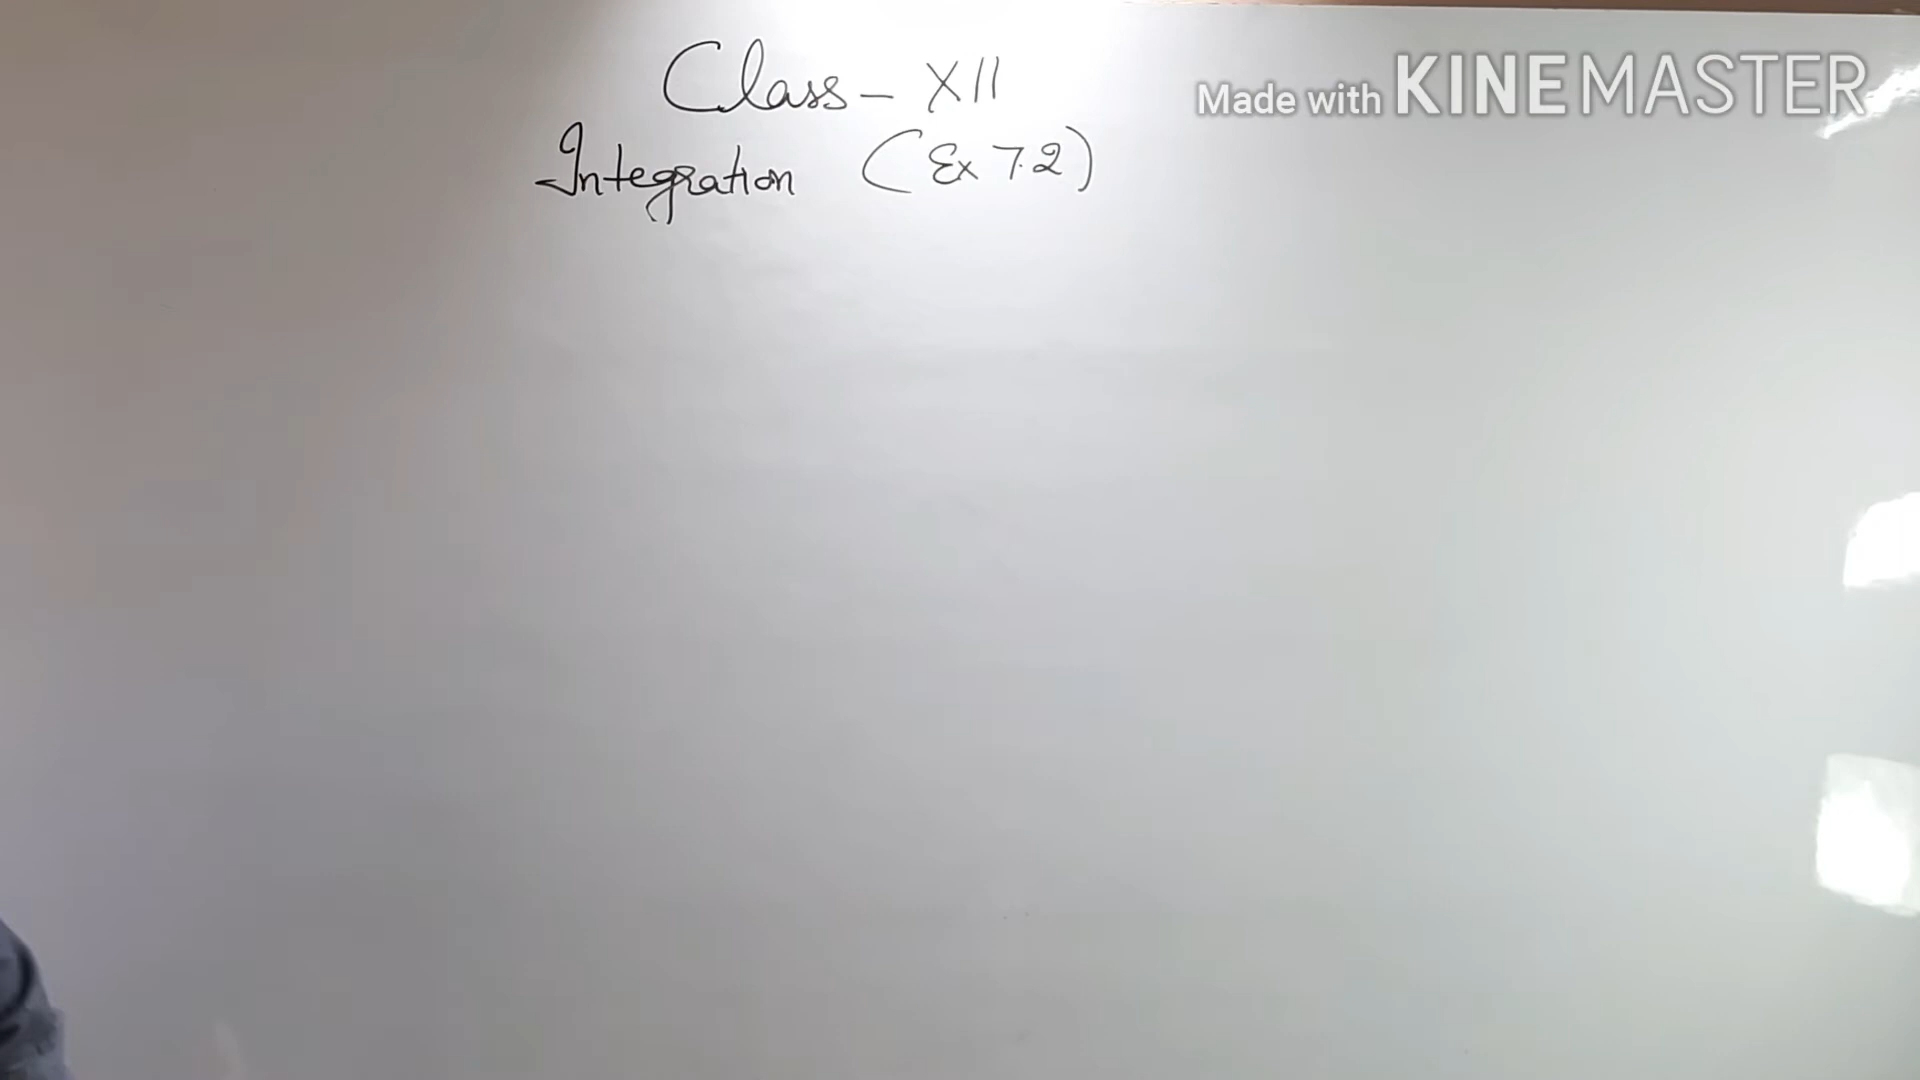 Class - XII
Made with KINEMASTER
Integration (Ex 7.2)